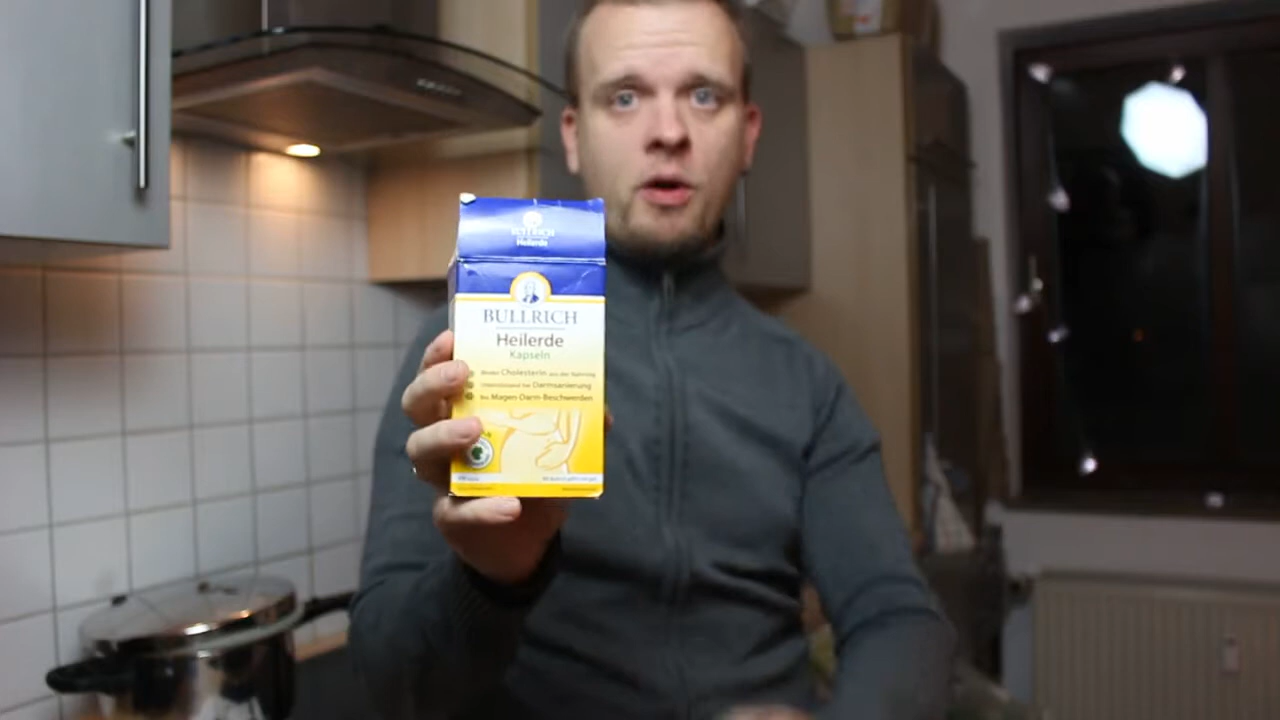 BULLRICH
Heilerde
BULLRICH
Heilerde
Kapseln
Bindet Cholesterin aus der Nahrung
Unterstützend bei Darmsanierung
Bei Magen-Darm-Beschwerden